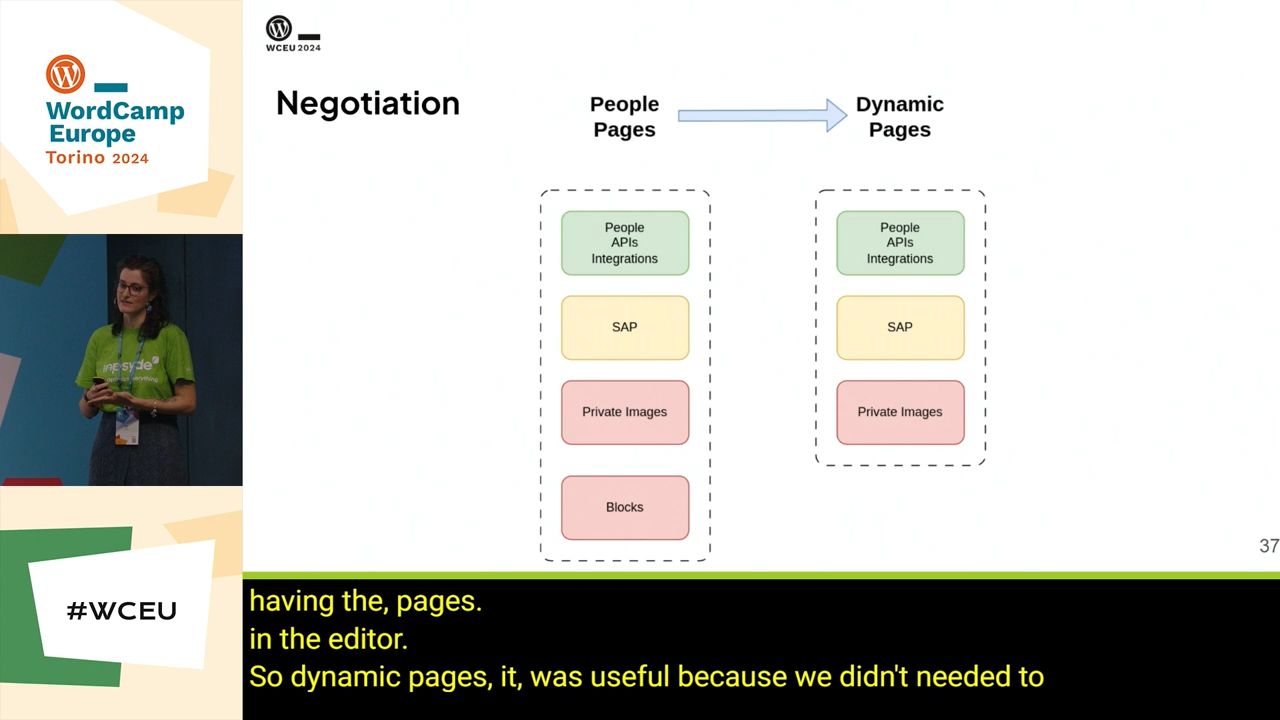 WordCamp
Europe
Torino 2024
inpsyde
#WCEU
WCEU 2024
Negotiation
People
Pages
Dynamic
Pages
People
APIs
Integrations
SAP
Private Images
Blocks
People
APIs
Integrations
SAP
Private Images
37
having the, pages.
in the editor.
So dynamic pages, it, was useful because we didn't needed to